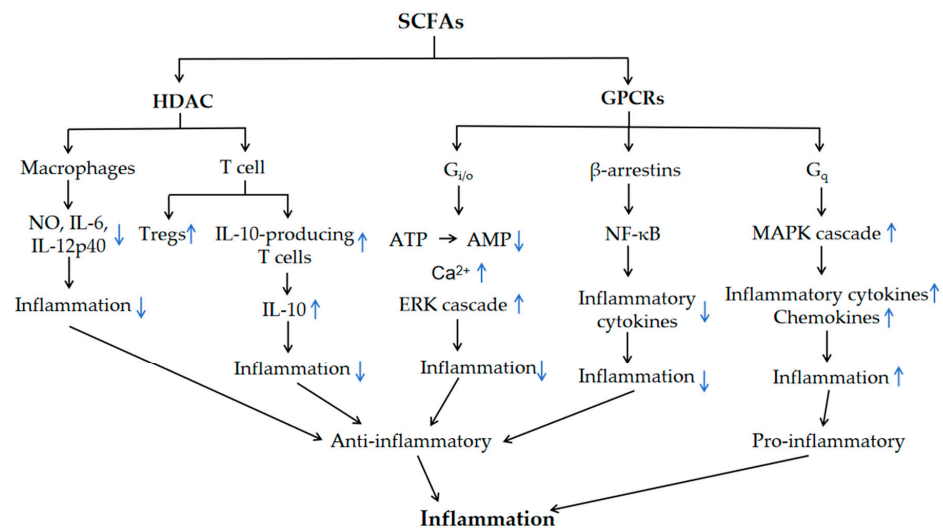 SCFAs
HDAC
GPCRs
Macrophages
T cell
Gi/o
β-arrestins
Gq
NO, IL-6,
IL-12p40
Tregs
IL-10-producing
T cells
ATP → AMP
Ca²⁺
ERK cascade
NF-κB
MAPK cascade
Inflammation
IL-10
Inflammatory
cytokines
Inflammatory cytokines
Chemokines
Inflammation
Inflammation
Inflammation
Inflammation
Anti-inflammatory
Pro-inflammatory
Inflammation